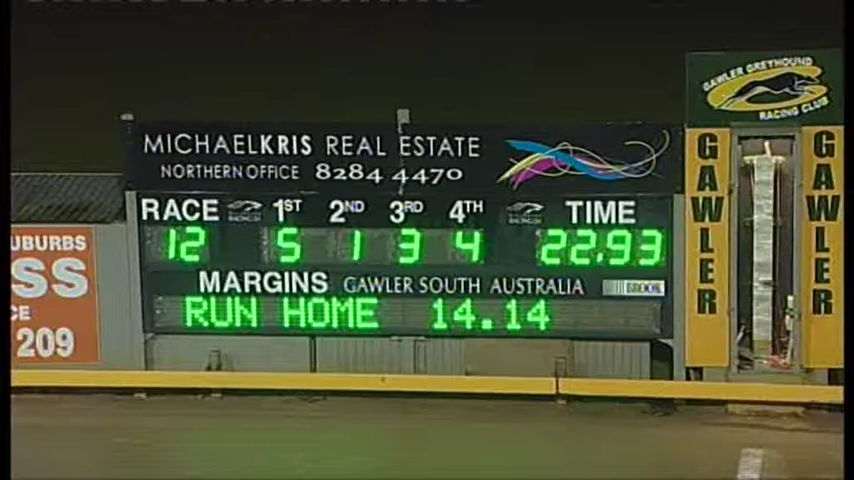 GAWLER GREYHOUND
RACING CLUB
MICHAELKRIS REAL ESTATE
NORTHERN OFFICE 8284 4470
RACE 1ST 2ND 3RD 4TH TIME
12 5 1 3 4 22.93
MARGINS GAWLER SOUTH AUSTRALIA
RUN HOME 14.14
UBURBS
SS
CE
209
GAWLER
GAWLER